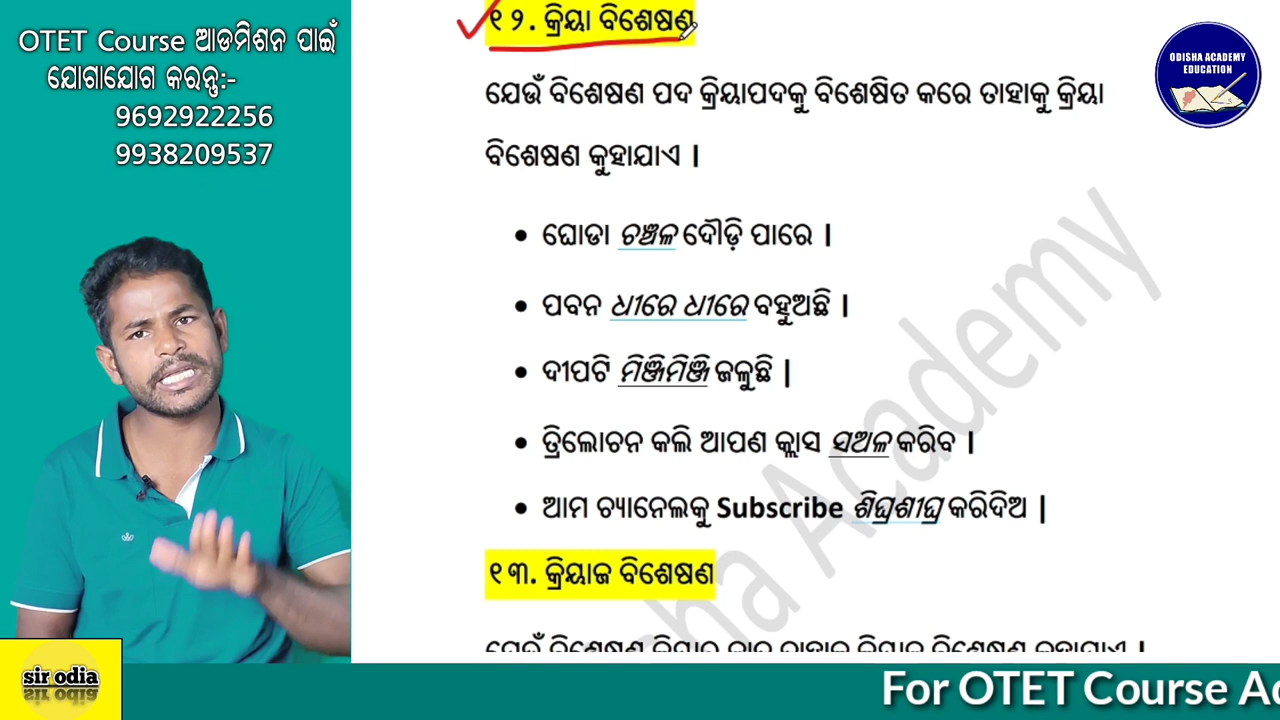 OTET Course ଆଡମିଶନ ପାଇଁ
ଯୋଗାଯୋଗ କରନ୍ତୁ:-
9692922256
9938209537
୧୨. କ୍ରିୟା ବିଶେଷଣ
ଯେଉଁ ବିଶେଷଣ ପଦ କ୍ରିୟାପଦକୁ ବିଶେଷିତ କରେ ତାହାକୁ କ୍ରିୟା
ବିଶେଷଣ କୁହାଯାଏ |
• ଘୋଡା ଚଞ୍ଚଳ ଦୌଡ଼ି ପାରେ |
• ପବନ ଧୀରେ ଧୀରେ ବହୁଅଛି |
• ଦୀପଟି ମିଞ୍ଜିମିଞ୍ଜି ଜଳୁଛି |
• ତ୍ରିଲୋଚନ କଲି ଆପଣ କ୍ଲାସ ସଅଳ କରିବ |
• ଆମ ଚ୍ୟାନେଲକୁ Subscribe ଶିଘ୍ରଶୀଘ୍ର କରିଦିଅ |
୧୩. କ୍ରିୟାଜ ବିଶେଷଣ
ODISHA ACADEMY
EDUCATION
sir odia
For OTET Course